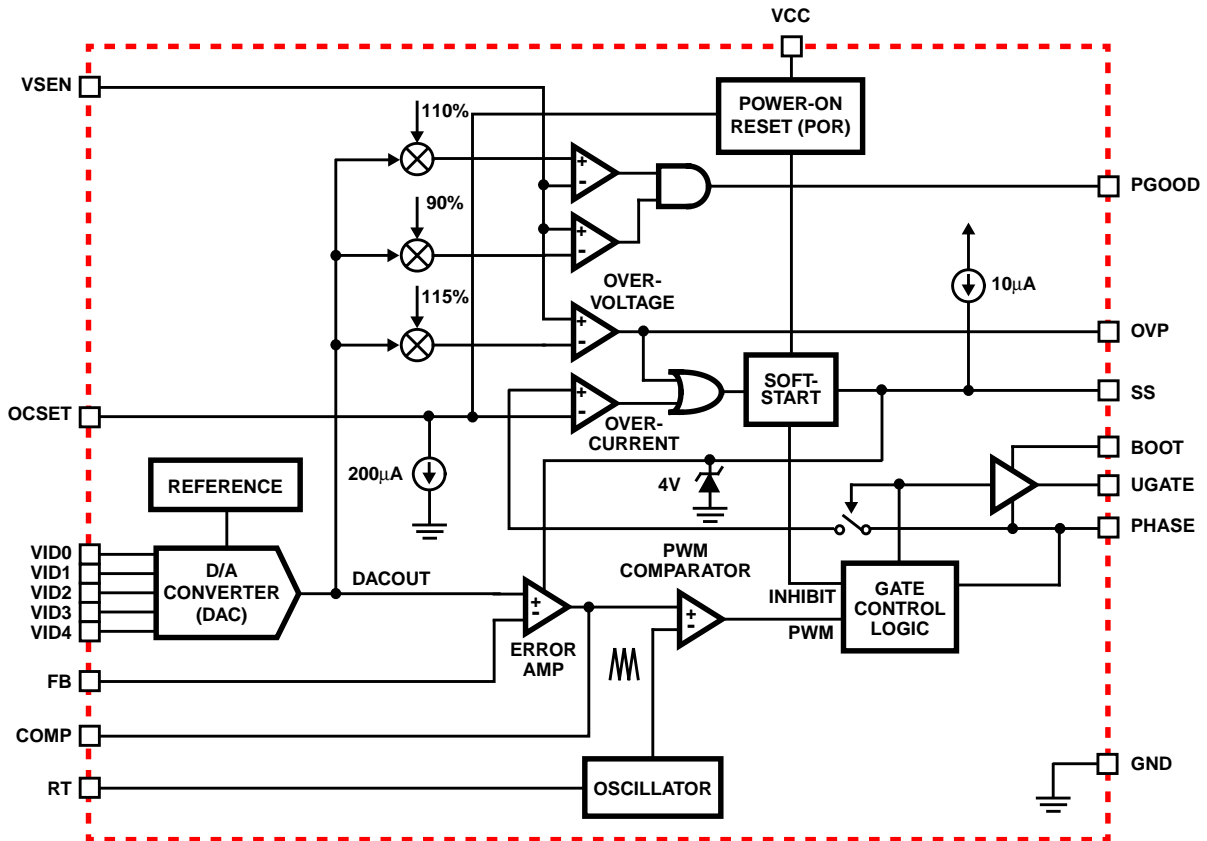 VCC
VSEN
POWER-ON
RESET (POR)
110%
+
-
PGOOD
90%
+
-
10µA
OVER-
VOLTAGE
115%
+
-
OVP
SOFT-
START
SS
OCSET
+
-
OVER-
CURRENT
BOOT
200µA
4V
UGATE
REFERENCE
PHASE
VID0
VID1
VID2
VID3
VID4
D/A
CONVERTER
(DAC)
DACOUT
PWM
COMPARATOR
+
-
ERROR
AMP
+
-
INHIBIT
PWM
GATE
CONTROL
LOGIC
FB
COMP
GND
RT
OSCILLATOR